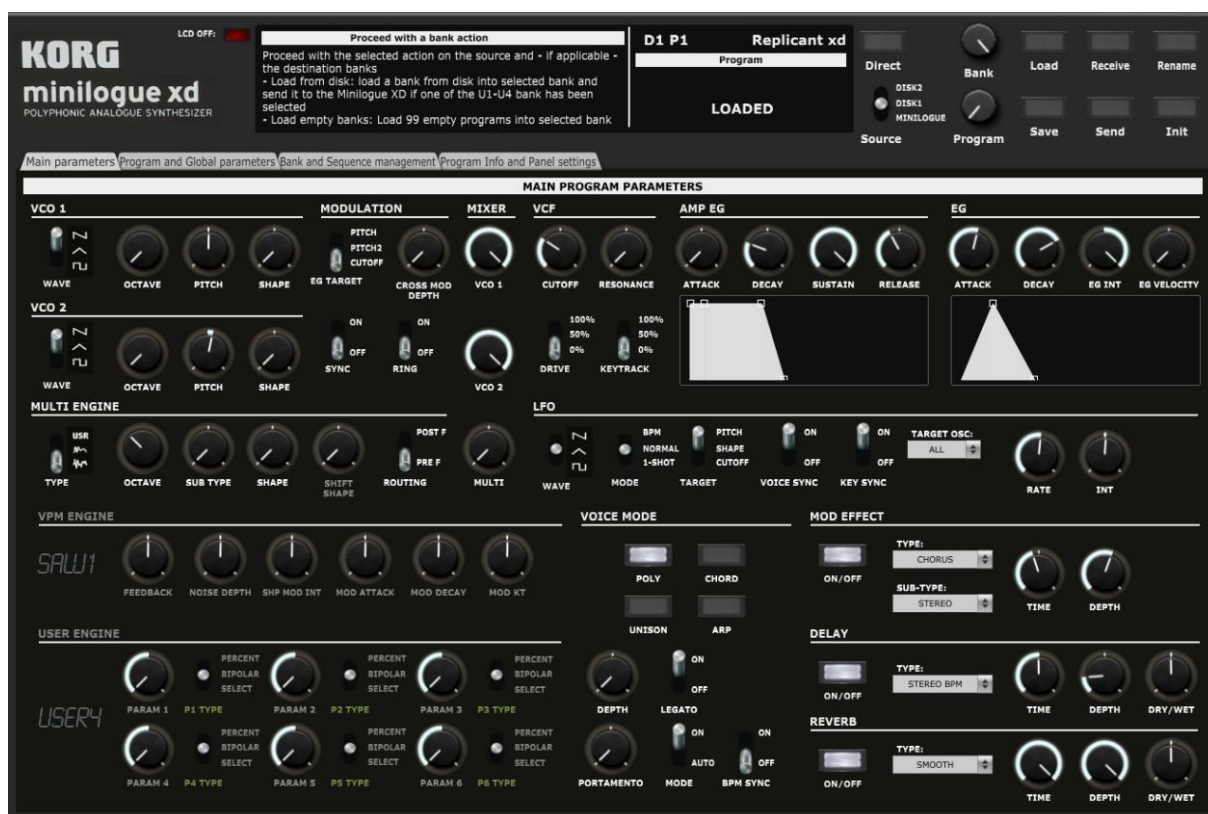 KORG
minilogue xd
POLYPHONIC ANALOGUE SYNTHESIZER
LCD OFF:
Proceed with a bank action
Proceed with the selected action on the source and - if applicable -
the destination banks
- Load from disk: load a bank from disk into selected bank and
send it to the Minilogue XD if one of the U1-U4 bank has been
selected
- Load empty banks: Load 99 empty programs into selected bank
D1 P1 Replicant xd
Program
LOADED
Direct
DISK2
DISK1
MINILOGUE
Source
Bank
Program
Load Receive Rename
Save Send Init
Main parameters Program and Global parameters Bank and Sequence management Program Info and Panel settings
MAIN PROGRAM PARAMETERS
VCO 1
WAVE OCTAVE PITCH SHAPE
MODULATION
PITCH
PITCH2
CUTOFF
EG TARGET
CROSS MOD
DEPTH
MIXER
VCO 1
VCF
CUTOFF RESONANCE
AMP EG
ATTACK DECAY SUSTAIN RELEASE
EG
ATTACK DECAY EG INT EG VELOCITY
VCO 2
WAVE OCTAVE PITCH SHAPE
ON
OFF
SYNC
ON
OFF
RING
VCO 2
100%
50%
0%
DRIVE
100%
50%
0%
KEYTRACK
MULTI ENGINE
USR
TYPE OCTAVE SUB TYPE SHAPE
SHIFT
SHAPE
POST F
PRE F
ROUTING
MULTI
LFO
WAVE
BPM
NORMAL
1-SHOT
MODE
PITCH
SHAPE
CUTOFF
TARGET
ON
OFF
VOICE SYNC
ON
OFF
KEY SYNC
TARGET OSC:
ALL
RATE INT
VPM ENGINE
SAW1
FEEDBACK NOISE DEPTH SHP MOD INT MOD ATTACK MOD DECAY MOD KT
VOICE MODE
POLY CHORD
UNISON ARP
MOD EFFECT
ON/OFF
TYPE:
CHORUS
SUB-TYPE:
STEREO
TIME DEPTH
USER ENGINE
USER4
PERCENT
BIPOLAR
SELECT
PARAM 1 P1 TYPE
PERCENT
BIPOLAR
SELECT
PARAM 2 P2 TYPE
PERCENT
BIPOLAR
SELECT
PARAM 3 P3 TYPE
PERCENT
BIPOLAR
SELECT
PARAM 4 P4 TYPE
PERCENT
BIPOLAR
SELECT
PARAM 5 P5 TYPE
PERCENT
BIPOLAR
SELECT
PARAM 6 P6 TYPE
DEPTH
ON
OFF
LEGATO
PORTAMENTO
ON
AUTO
MODE
ON
OFF
BPM SYNC
DELAY
ON/OFF
TYPE:
STEREO BPM
TIME DEPTH DRY/WET
REVERB
ON/OFF
TYPE:
SMOOTH
TIME DEPTH DRY/WET